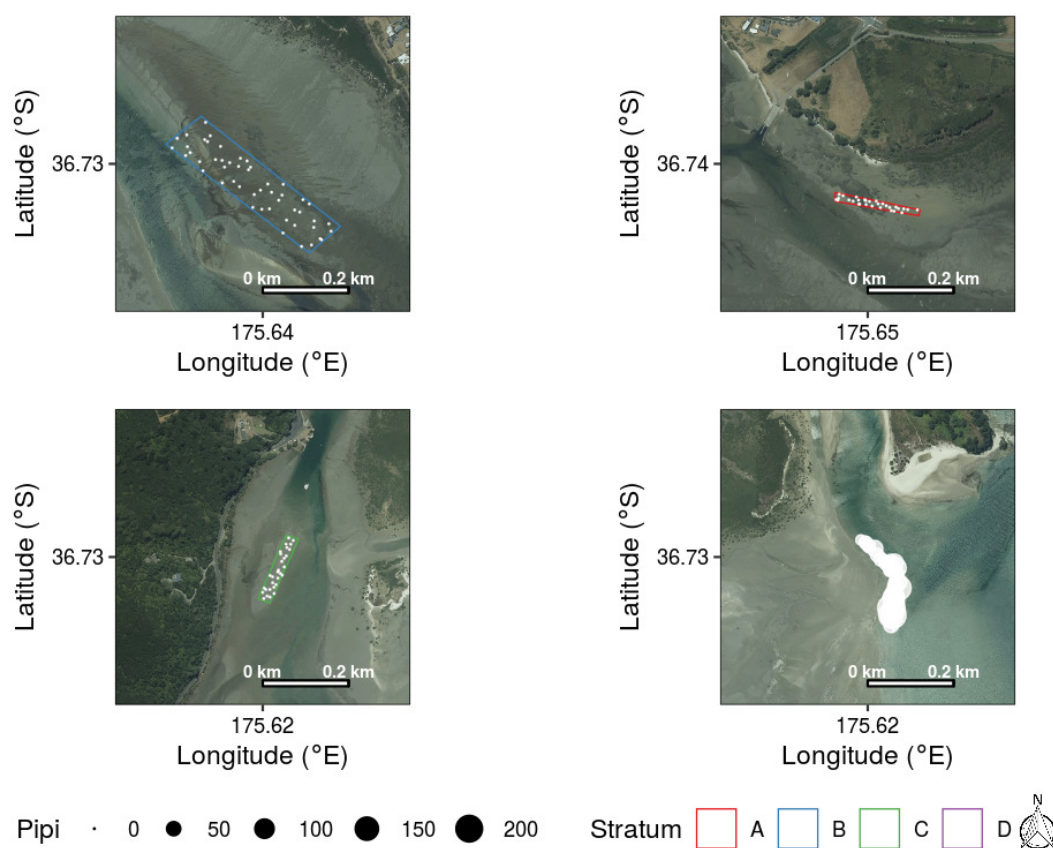 Latitude (°S)
36.73
0 km 0.2 km
175.64
Longitude (°E)
Latitude (°S)
36.74
0 km 0.2 km
175.65
Longitude (°E)
Latitude (°S)
36.73
0 km 0.2 km
175.62
Longitude (°E)
Latitude (°S)
36.73
0 km 0.2 km
175.62
Longitude (°E)
Pipi 0 50 100 150 200
Stratum A B C D
N